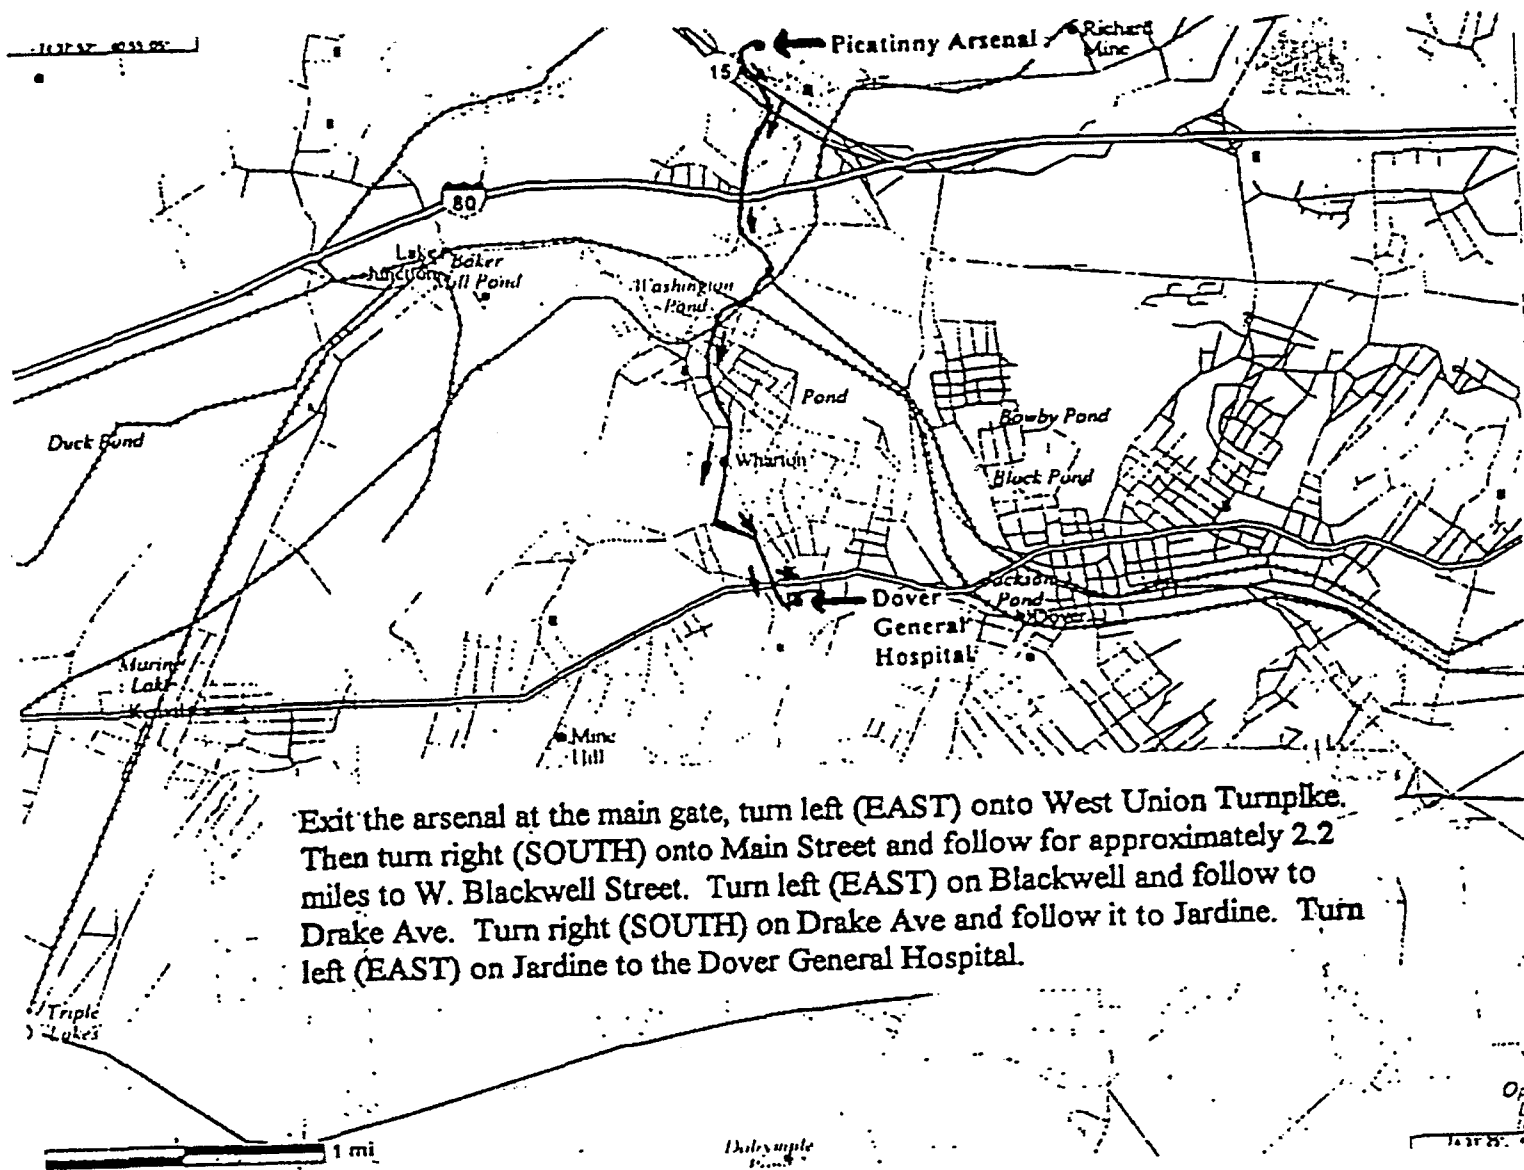 Picatinny Arsenal
Richard
Mine
15
80
Lake
Junction
Baker
Pond
Washington
Pond
Duck Pond
Pond
Bowby Pond
Wharton
Black Pond
Jackson
Pond
Dover
Dover
General
Hospital
Lake
Mine
Hill
Exit the arsenal at the main gate, turn left (EAST) onto West Union Turnpike.
Then turn right (SOUTH) onto Main Street and follow for approximately 2.2
miles to W. Blackwell Street. Turn left (EAST) on Blackwell and follow to
Drake Ave. Turn right (SOUTH) on Drake Ave and follow it to Jardine. Turn
left (EAST) on Jardine to the Dover General Hospital.
Triple
Lakes
1 mi
Dalrymple
Pond